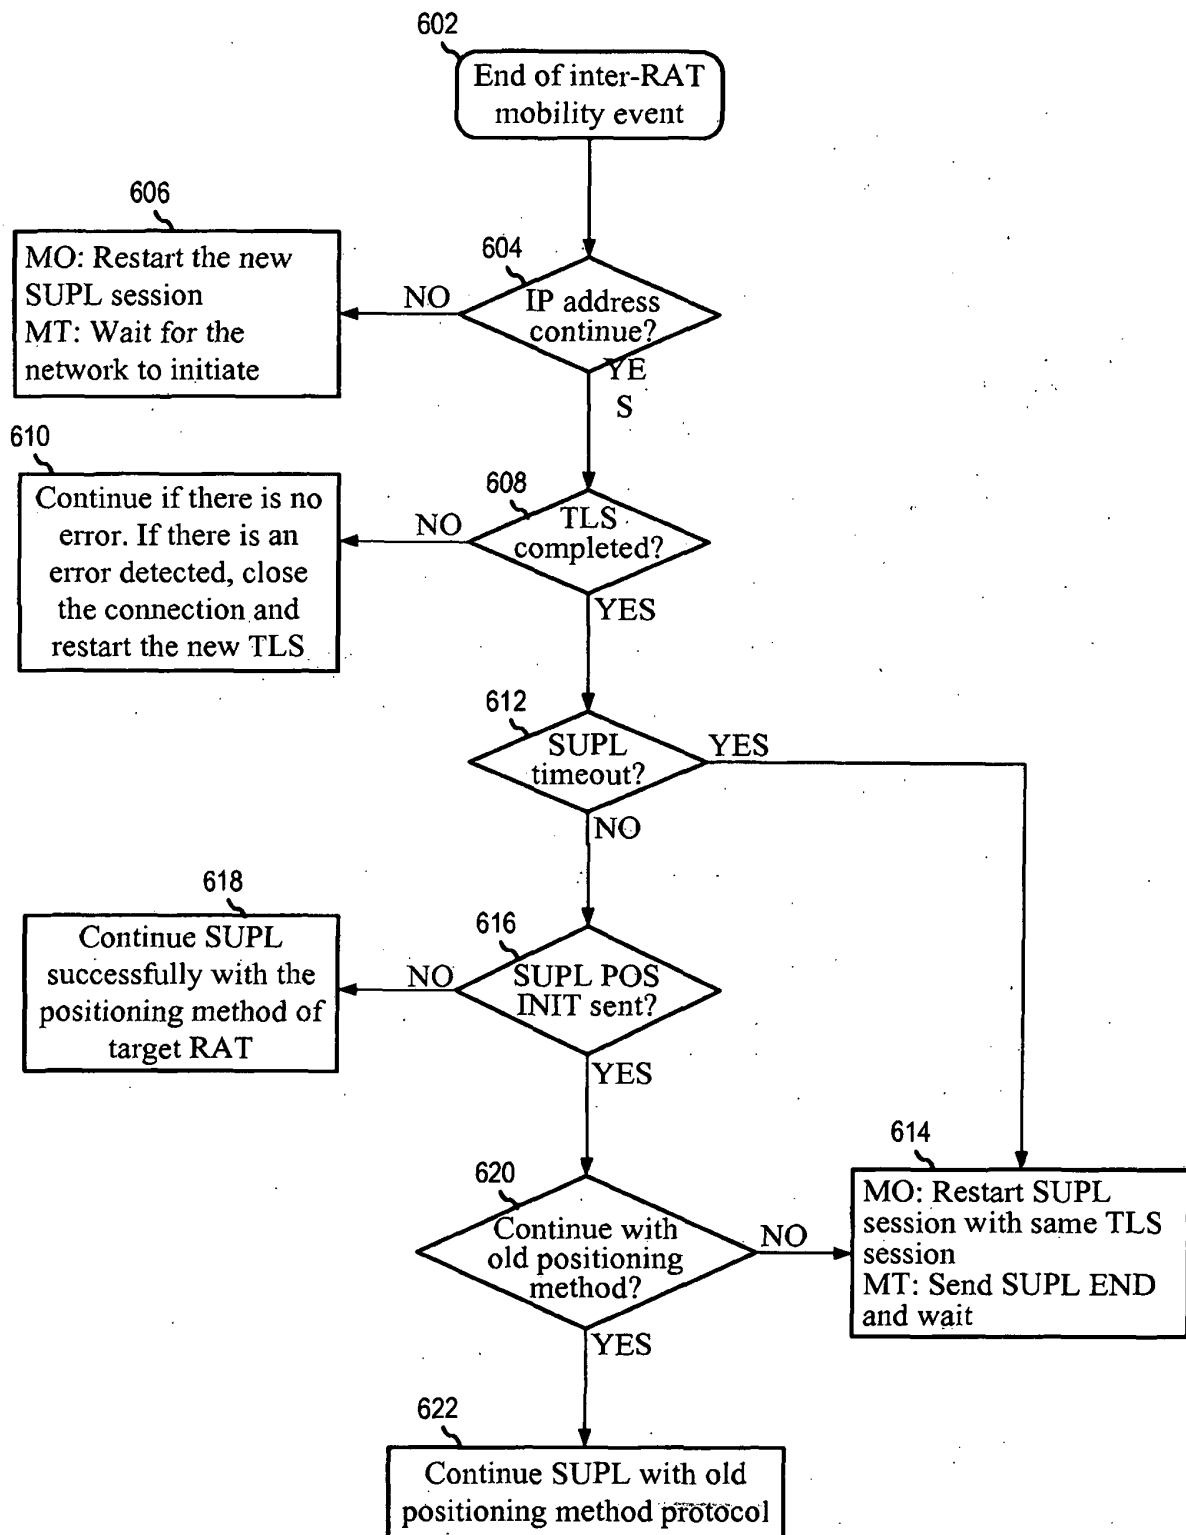 602
End of inter-RAT
mobility event
606
MO: Restart the new
SUPL session
MT: Wait for the
network to initiate
604
IP address
continue?
NO
YE
S
610
Continue if there is no
error. If there is an
error detected, close
the connection and
restart the new TLS
608
TLS
completed?
NO
YES
612
SUPL
timeout?
YES
NO
618
Continue SUPL
successfully with the
positioning method of
target RAT
616
SUPL POS
INIT sent?
NO
YES
614
MO: Restart SUPL
session with same TLS
session
MT: Send SUPL END
and wait
620
Continue with
old positioning
method?
NO
YES
622
Continue SUPL with old
positioning method protocol